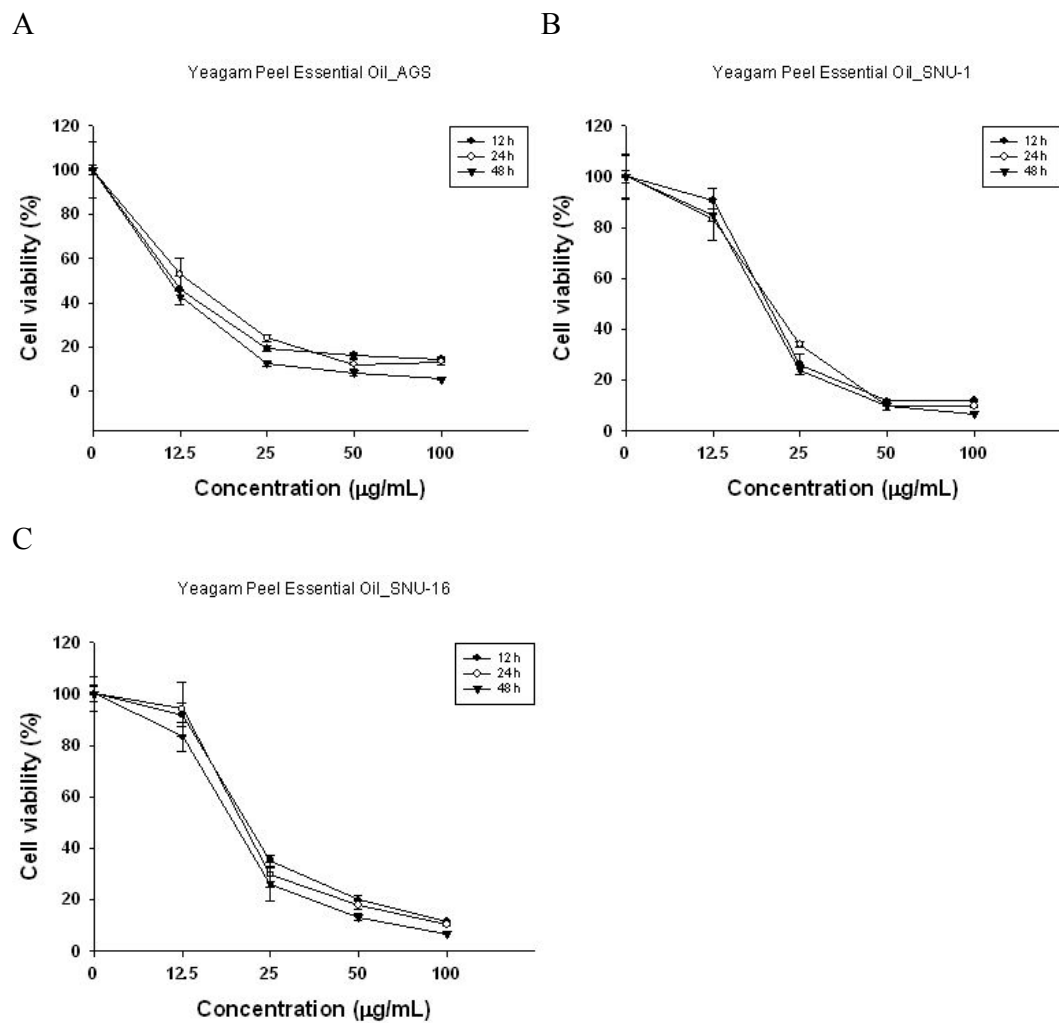 A
Yeagam Peel Essential Oil_AGS
120
100
80
60
40
20
0
Cell viability (%)
12 h
24 h
48 h
0 12.5 25 50 100
Concentration (μg/mL)
B
Yeagam Peel Essential Oil_SNU-1
120
100
80
60
40
20
0
Cell viability (%)
12 h
24 h
48 h
0 12.5 25 50 100
Concentration (μg/mL)
C
Yeagam Peel Essential Oil_SNU-16
120
100
80
60
40
20
0
Cell viability (%)
12 h
24 h
48 h
0 12.5 25 50 100
Concentration (μg/mL)